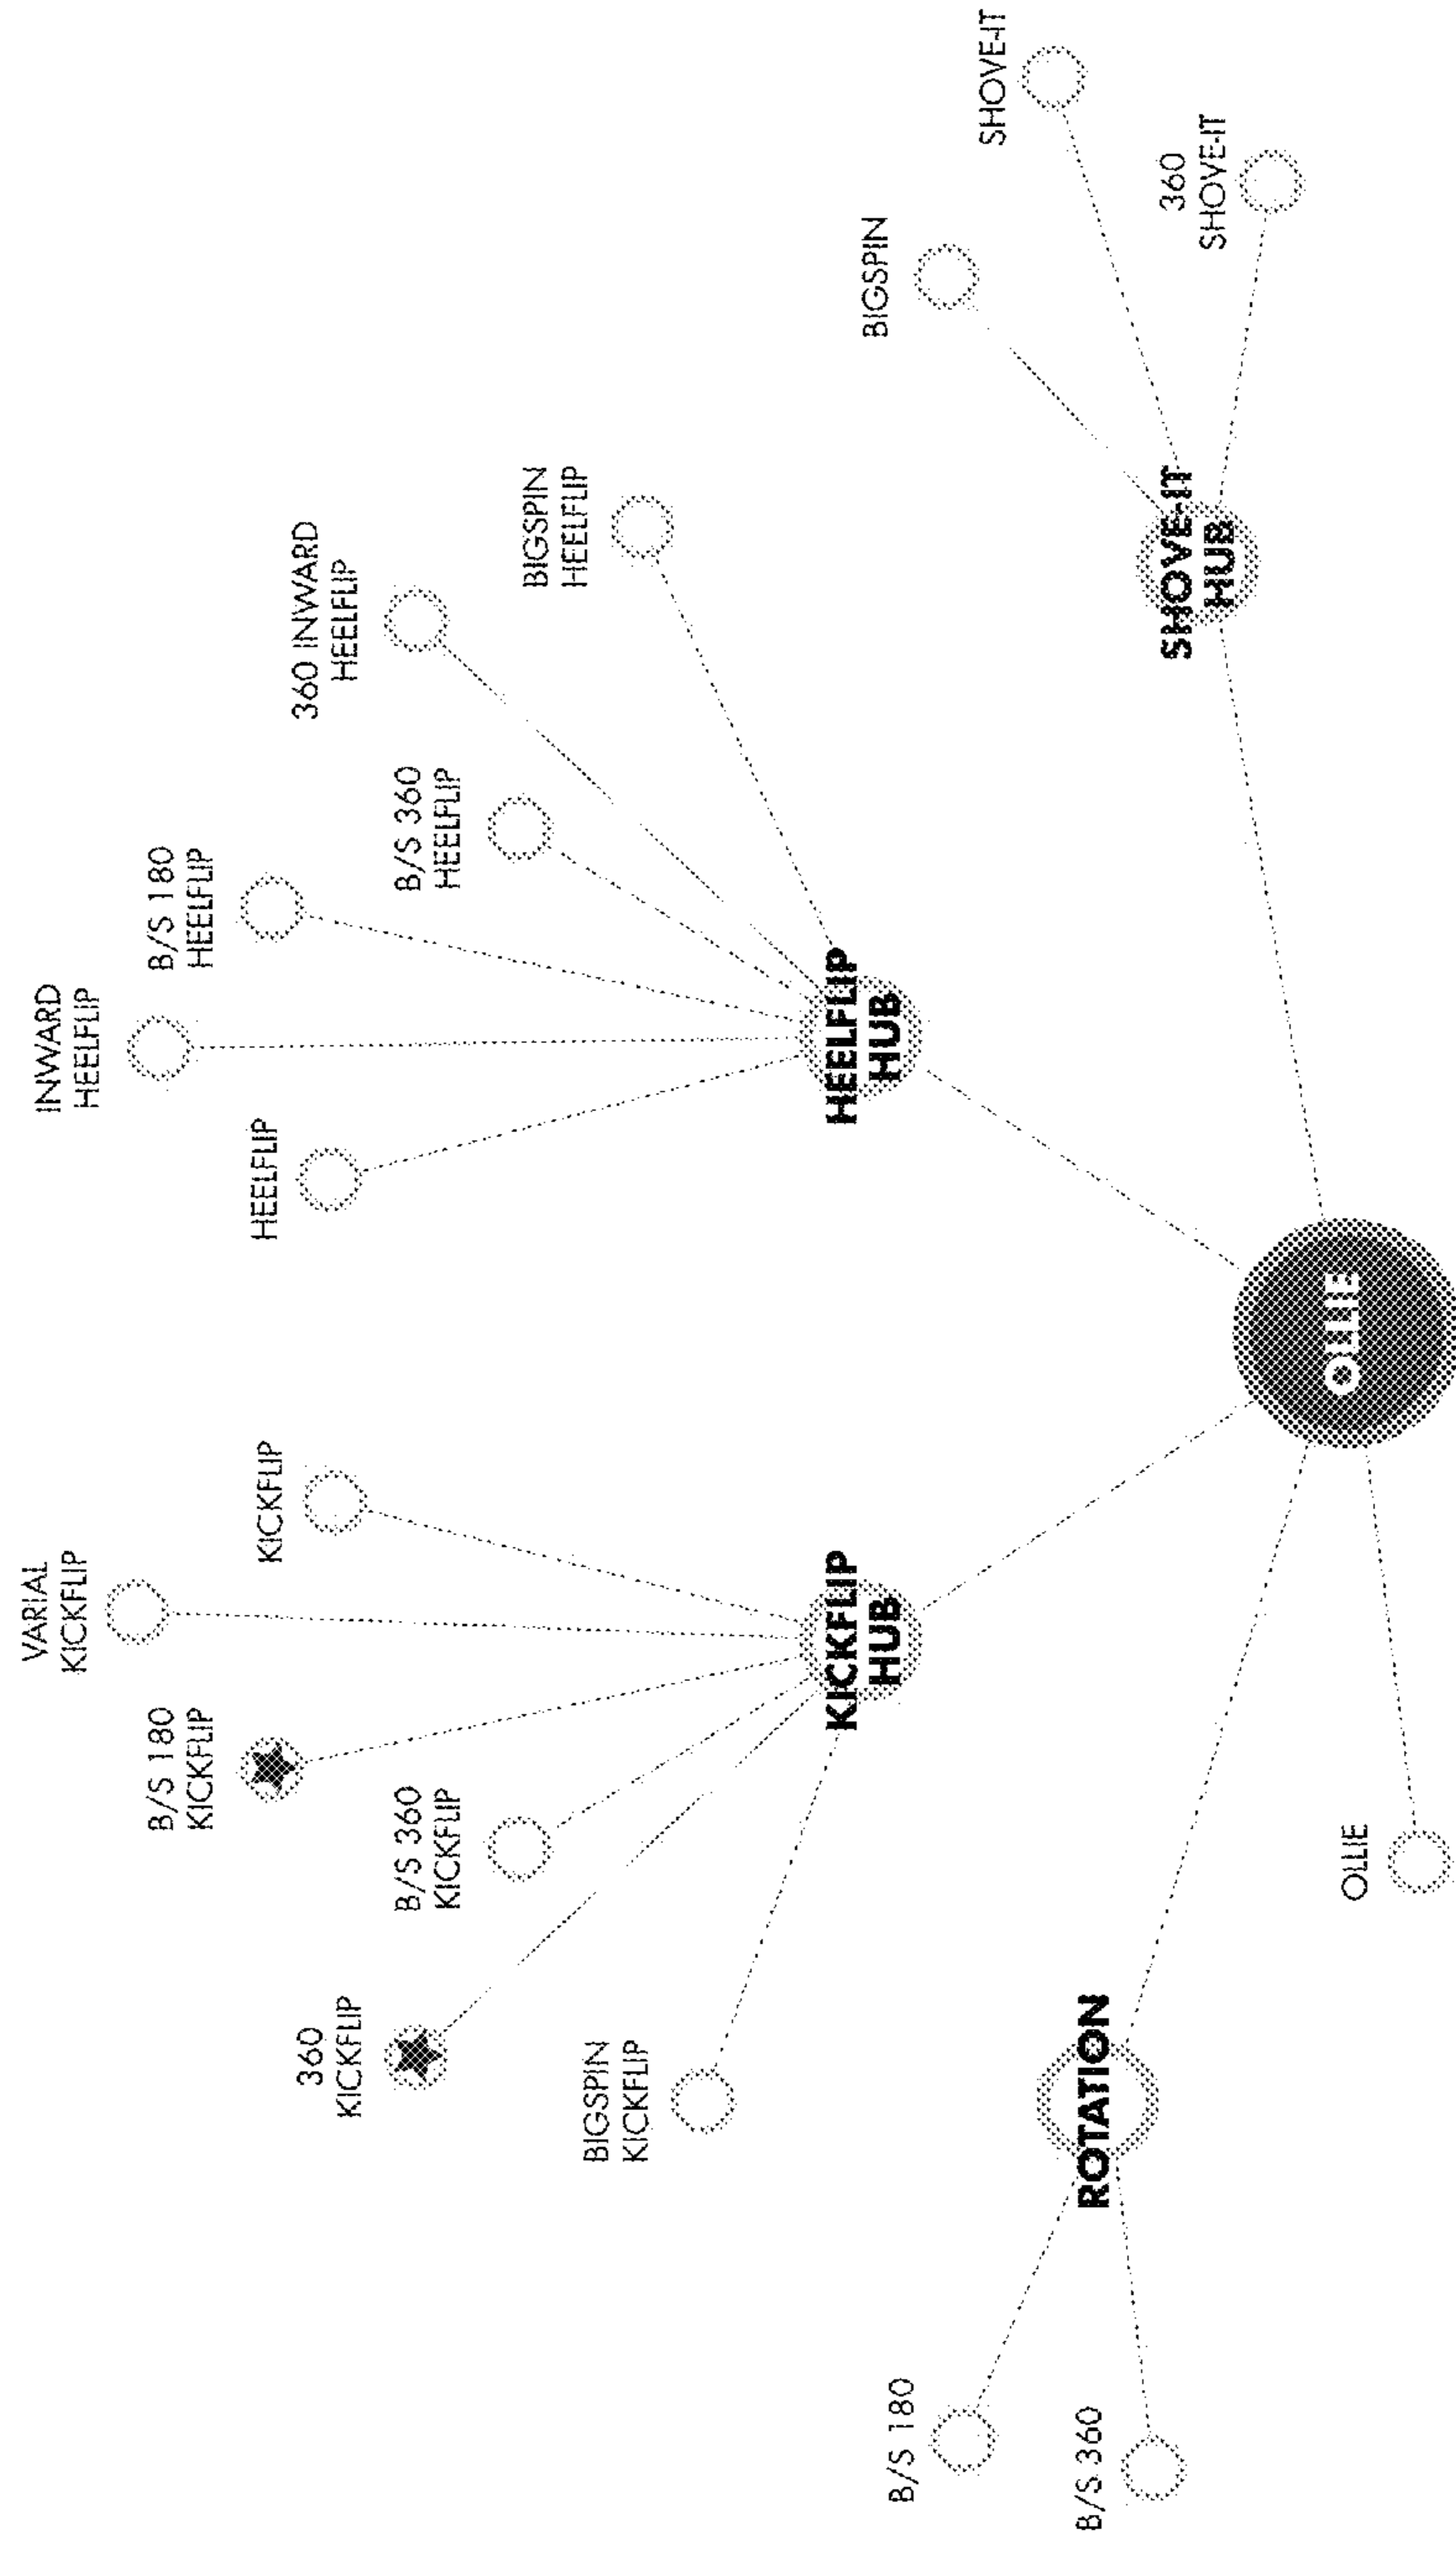 B/S 360
B/S 180
ROTATION
BIGSPIN
KICKFLIP
360
KICKFLIP
B/S 360
KICKFLIP
B/S 180
KICKFLIP
VARIAL
KICKFLIP
KICKFLIP
KICKFLIP
HUB
OLLIE
OLLIE
HEELFLIP
INWARD
HEELFLIP
B/S 180
HEELFLIP
B/S 360
HEELFLIP
360 INWARD
HEELFLIP
BIGSPIN
HEELFLIP
HEELFLIP
HUB
BIGSPIN
SHOVE-IT
360
SHOVE-IT
SHOVE-IT
HUB